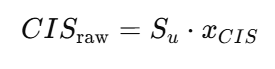 CIS_raw = S_u · x_CIS